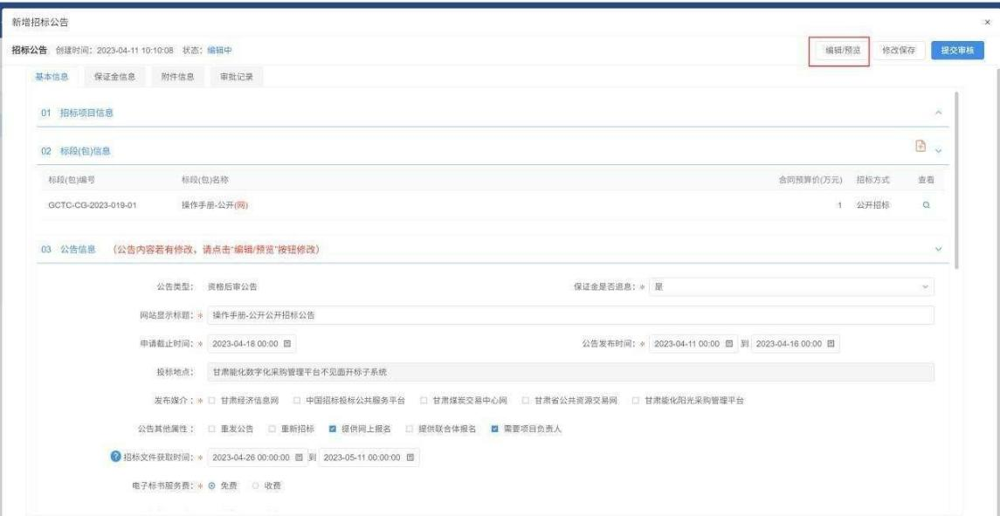 新增招标公告
招标公告 创建时间：2023-04-11 10:10:08 状态：编辑中 编辑/预览 修改保存 提交审核
基本信息 保证金信息 附件信息 审批记录
01 招标项目信息
02 标段(包)信息
标段(包)编号 标段(包)名称 合同预算价(万元) 招标方式 查看
GCTC-CG-2023-019-01 操作手册-公开(网) 1 公开招标
03 公告信息 （公告内容若有修改，请点击“编辑/预览”按钮修改）
公告类型： 资格后审公告 保证金是否退息：* 是
网站显示标题：* 操作手册-公开公开招标公告
申请截止时间：* 2023-04-18 00:00 公告发布时间：* 2023-04-11 00:00 到 2023-04-16 00:00
投标地点： 甘肃能化数字化采购管理平台不见面开标子系统
发布媒介：* 甘肃经济信息网 中国招标投标公共服务平台 甘肃煤炭交易中心网 甘肃省公共资源交易网 甘肃能化阳光采购管理平台
公告其他属性： 重发公告 重新招标 提供网上报名 提供联合体报名 需要项目负责人
? 招标文件获取时间：* 2023-04-26 00:00:00 到 2023-05-11 00:00:00
电子标书服务费：* 免费 收费